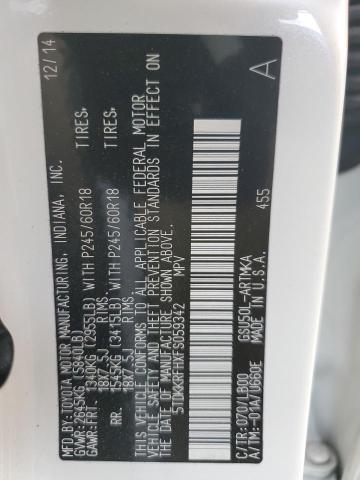 MFD. BY: TOYOTA MOTOR MANUFACTURING, INDIANA, INC. 12/14
GVWR: 2645KG (5840LB)
GAWR: FRT. 1340KG (2955LB) WITH P245/60R18 TIRES,
18X7.5J RIMS
RR. 1545KG (3415LB) WITH P245/60R18 TIRES,
18X7.5J RIMS
THIS VEHICLE CONFORMS TO ALL APPLICABLE FEDERAL MOTOR
VEHICLE SAFETY AND THEFT PREVENTION STANDARDS IN EFFECT ON
THE DATE OF MANUFACTURE SHOWN ABOVE.
5TDKK3RFHXFS059342 MPV
455 A
C/TR: 070/LB00 GSU50L-ARTMKA
A/TM: -01A/U660E MADE IN U.S.A.